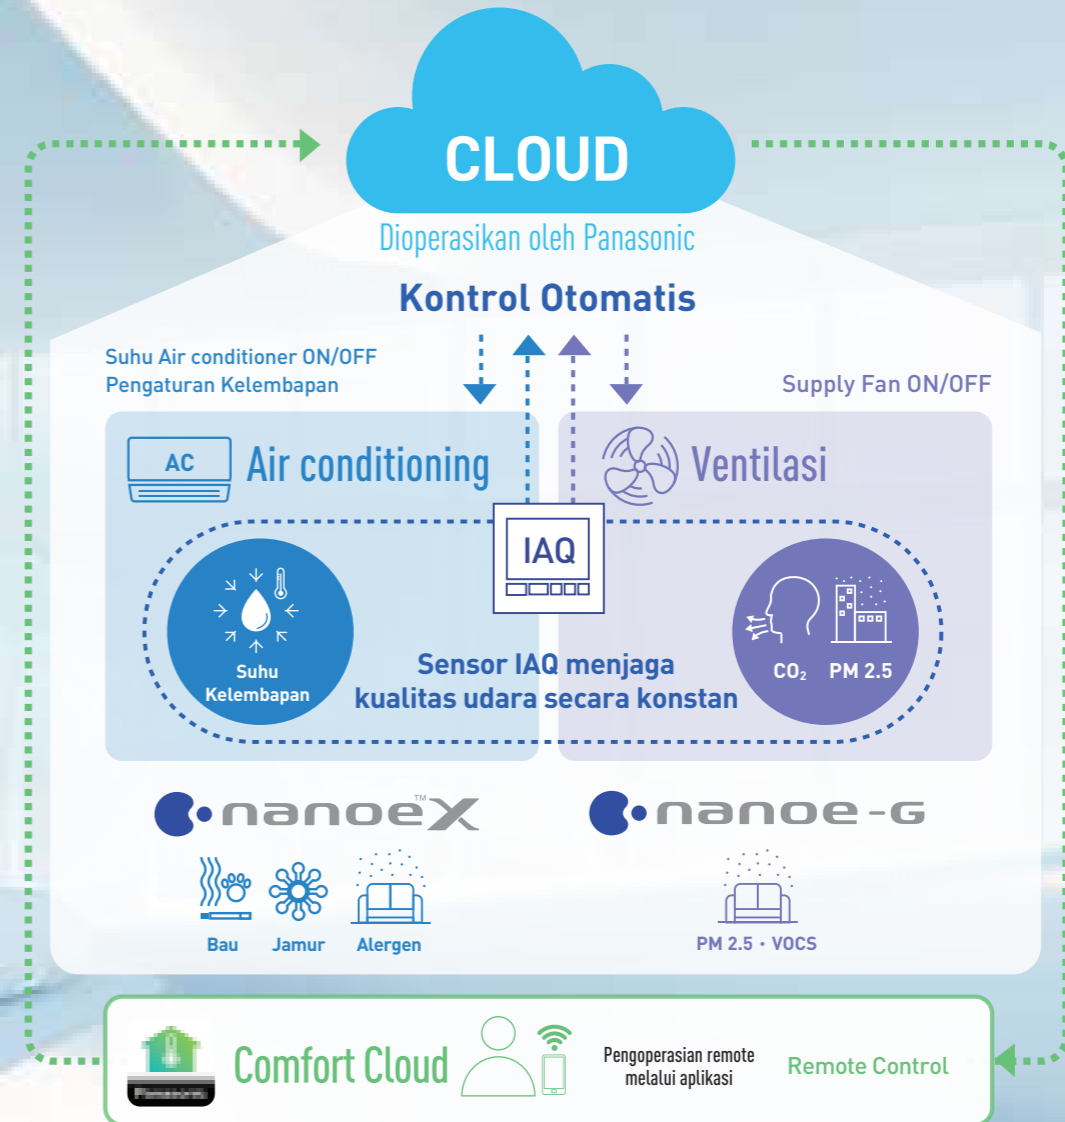 CLOUD
Dioperasikan oleh Panasonic
Kontrol Otomatis
Suhu Air conditioner ON/OFF
Pengaturan Kelembapan
Supply Fan ON/OFF
AC
Air conditioning
Ventilasi
IAQ
Suhu
Kelembapan
Sensor IAQ menjaga
kualitas udara secara konstan
CO₂ PM 2.5
nanoe™X
nanoe-G
Bau Jamur Alergen
PM 2.5 · VOCS
Panasonic
Comfort Cloud
Pengoperasian remote
melalui aplikasi
Remote Control